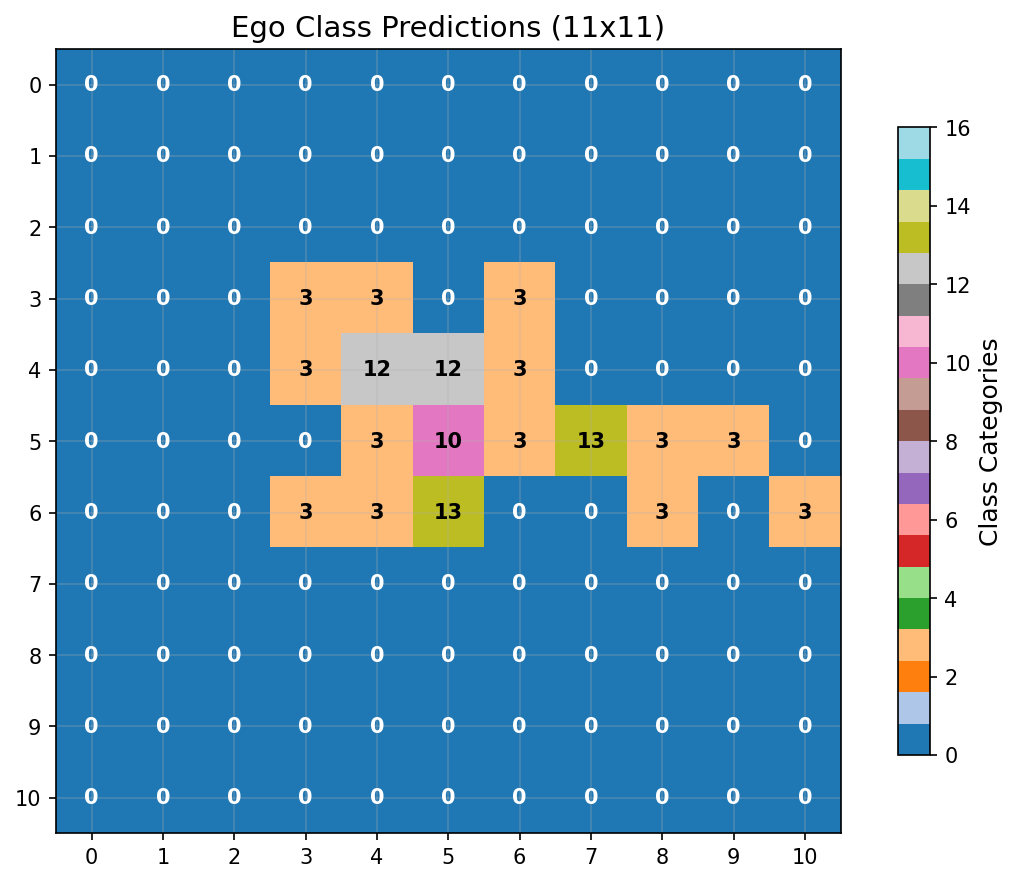 Ego Class Predictions (11x11)
0 0 0 0 0 0 0 0 0 0 0 0
1 0 0 0 0 0 0 0 0 0 0 0
2 0 0 0 0 0 0 0 0 0 0 0
3 0 0 0 3 3 0 3 0 0 0 0
4 0 0 0 3 12 12 3 0 0 0 0
5 0 0 0 0 3 10 3 13 3 3 0
6 0 0 0 3 3 13 0 0 3 0 3
7 0 0 0 0 0 0 0 0 0 0 0
8 0 0 0 0 0 0 0 0 0 0 0
9 0 0 0 0 0 0 0 0 0 0 0
10 0 0 0 0 0 0 0 0 0 0 0
0 1 2 3 4 5 6 7 8 9 10
16
14
12
10
8
6
4
2
0
Class Categories